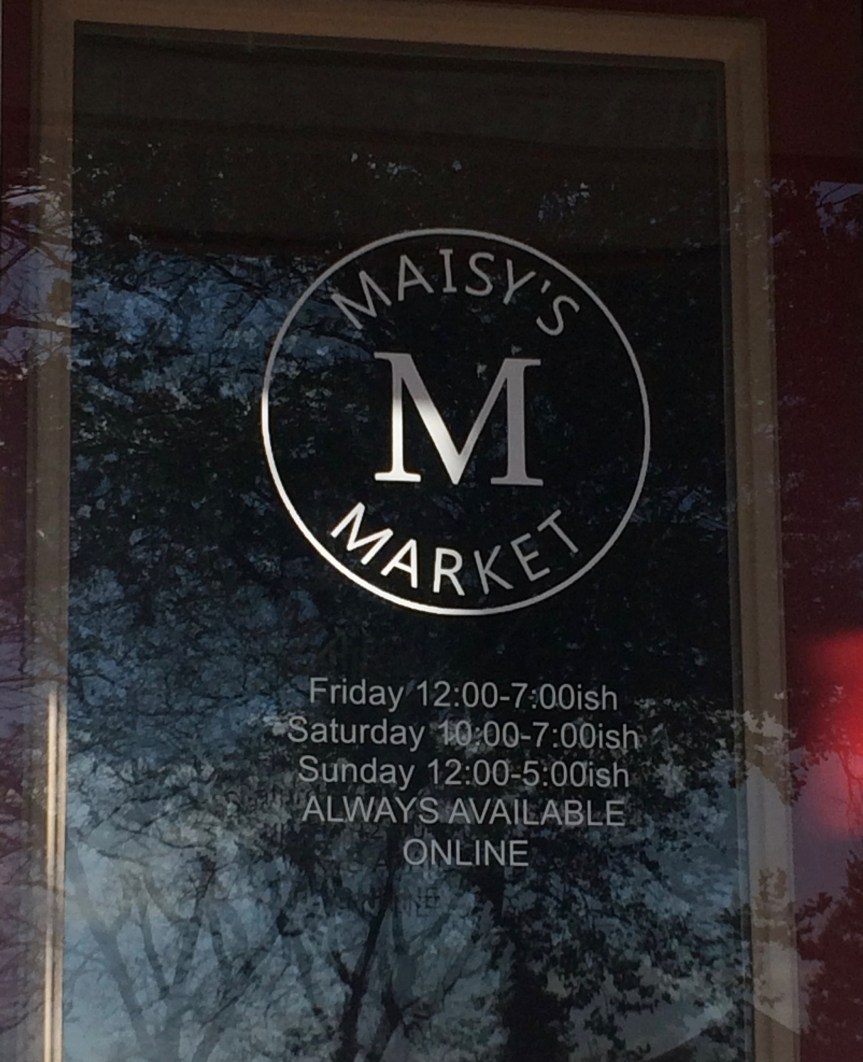 MAISY'S
M
MARKET
Friday 12:00-7:00ish
Saturday 10:00-7:00ish
Sunday 12:00-5:00ish
ALWAYS AVAILABLE
ONLINE